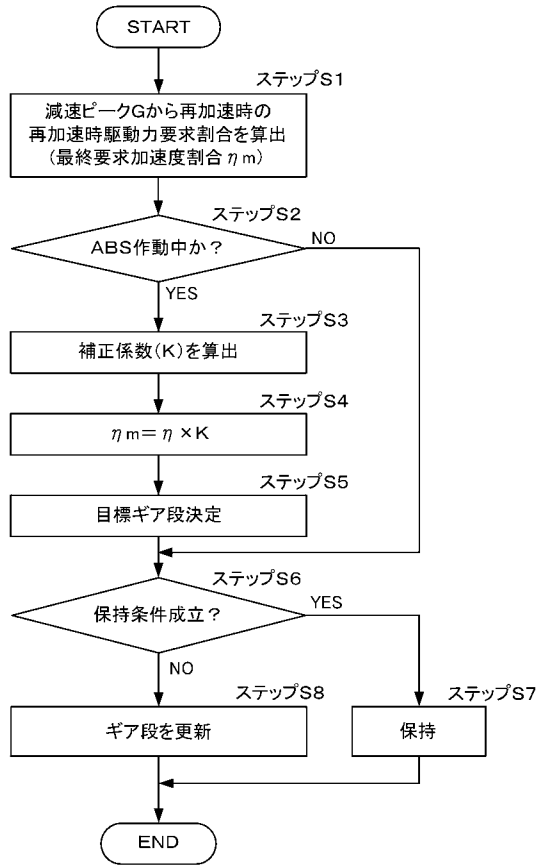 START
ステップS1
減速ピークGから再加速時の
再加速時駆動力要求割合を算出
(最終要求加速度割合ηm)
ステップS2
ABS作動中か?
NO
YES
ステップS3
補正係数(K)を算出
ステップS4
ηm=η×K
ステップS5
目標ギア段決定
ステップS6
保持条件成立?
YES
NO
ステップS8
ギア段を更新
ステップS7
保持
END